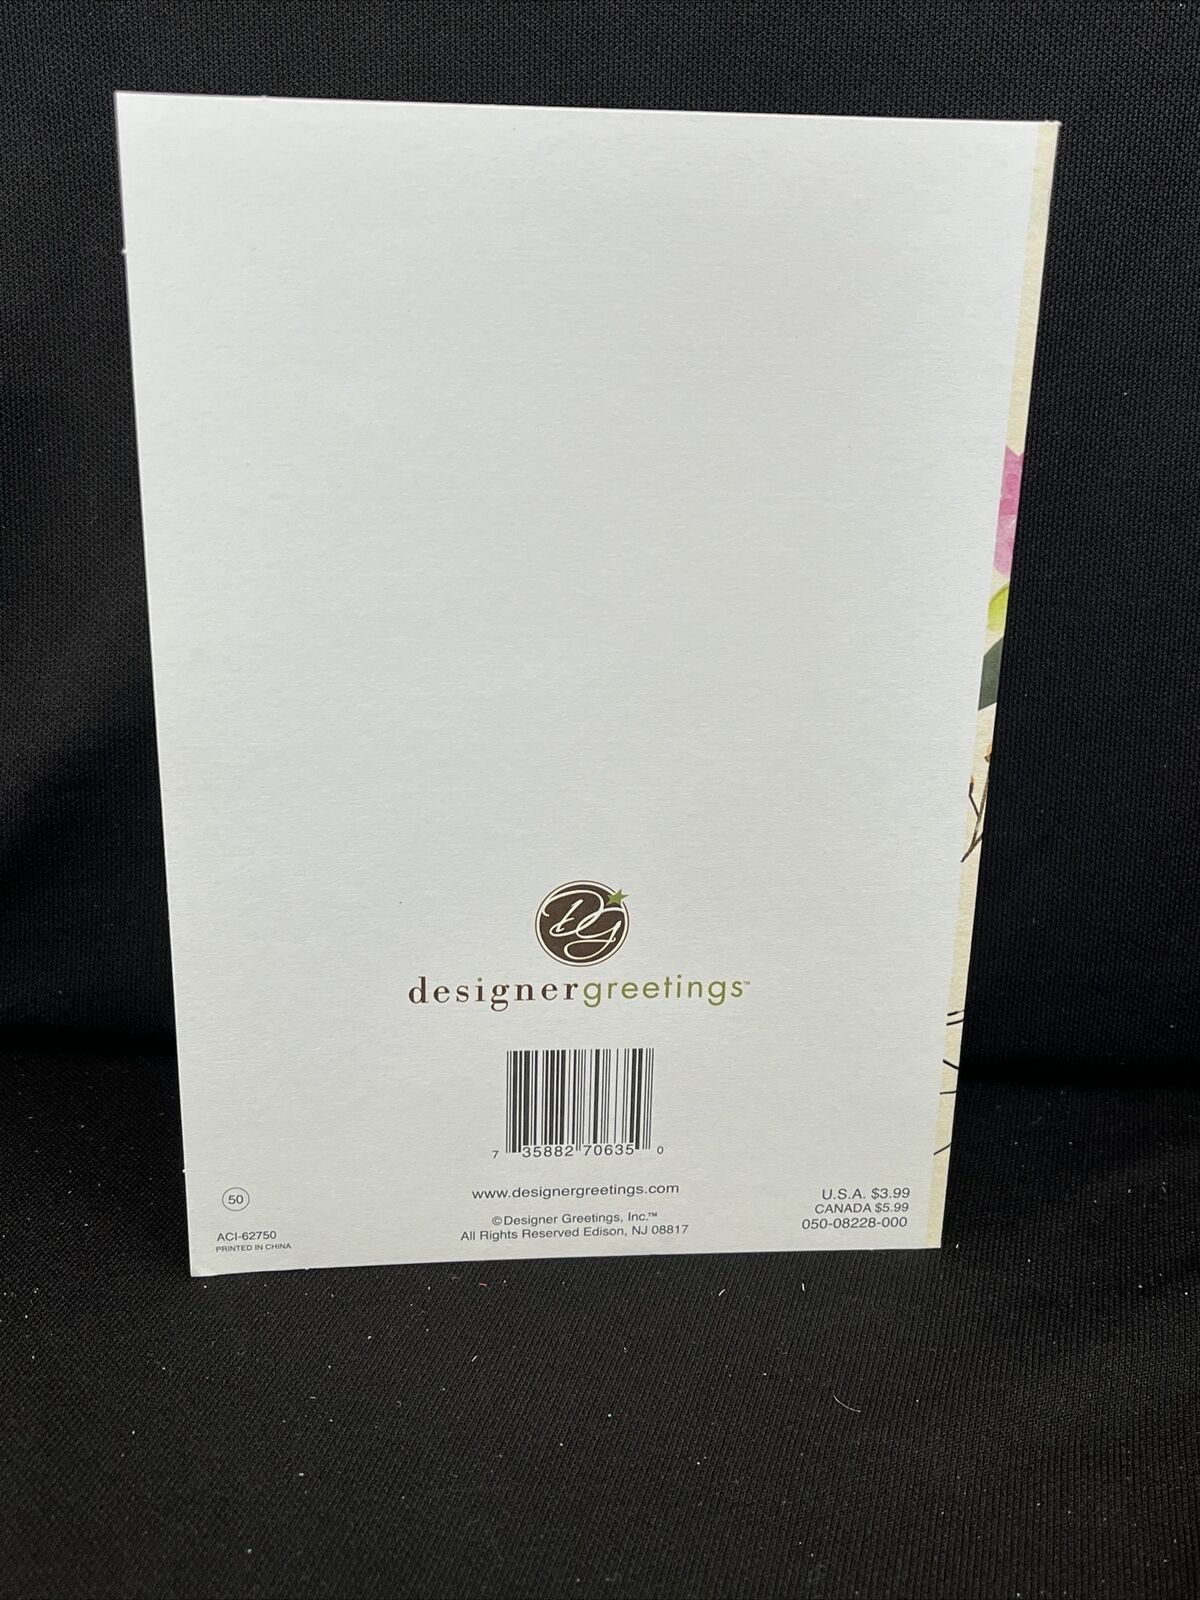 DG
designergreetings™
7 35882 70635 0
www.designergreetings.com
©Designer Greetings, Inc.™
All Rights Reserved Edison, NJ 08817
50
ACI-62750
PRINTED IN CHINA
U.S.A. $3.99
CANADA $5.99
050-08228-000